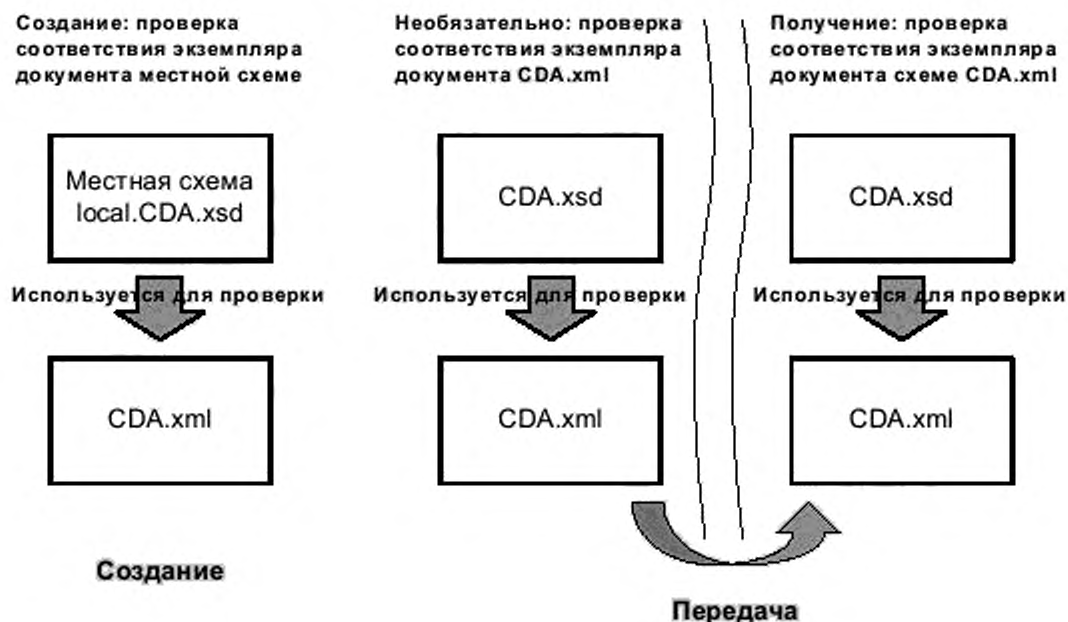 Создание: проверка
соответствия экземпляра
документа местной схеме
Необязательно: проверка
соответствия экземпляра
документа CDA.xml
Получение: проверка
соответствия экземпляра
документа схеме CDA.xml
Местная схема
local.CDA.xsd
CDA.xsd
CDA.xsd
Используется для проверки
Используется для проверки
Используется для проверки
CDA.xml
CDA.xml
CDA.xml
Создание
Передача